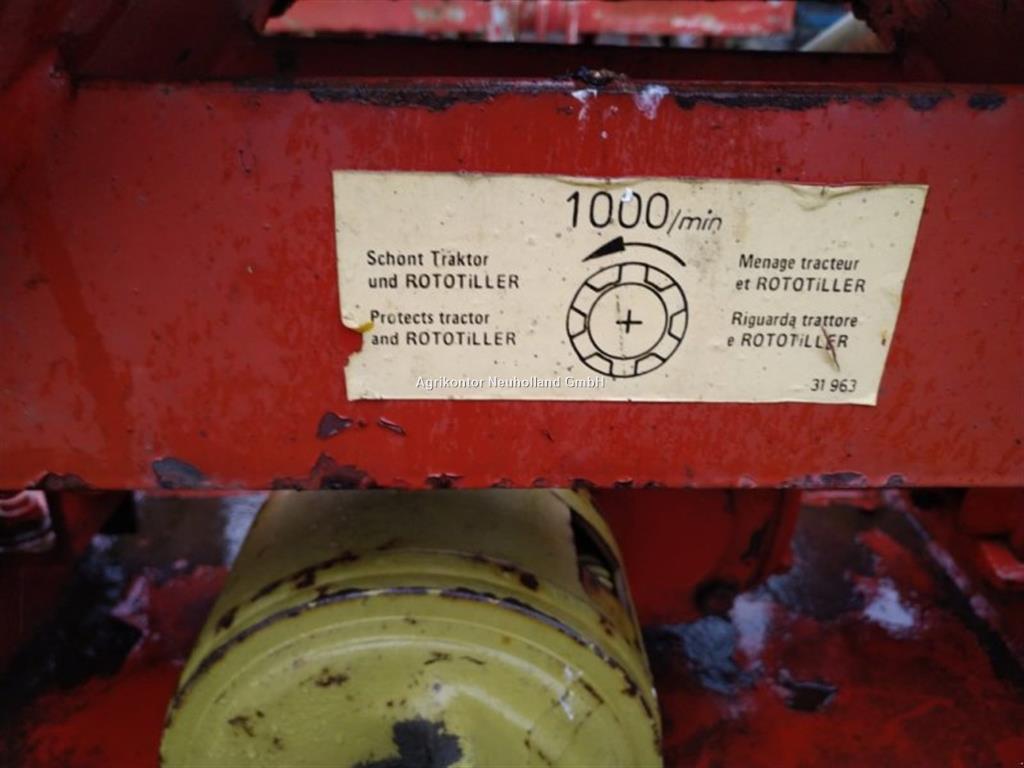 1000/min
Schont Traktor
und ROTOTiLLER
Protects tractor
and ROTOTiLLER
Menage tracteur
et ROTOTiLLER
Riguarda trattore
e ROTOTiLLER
31 963
Agrikontor Neuholland GmbH